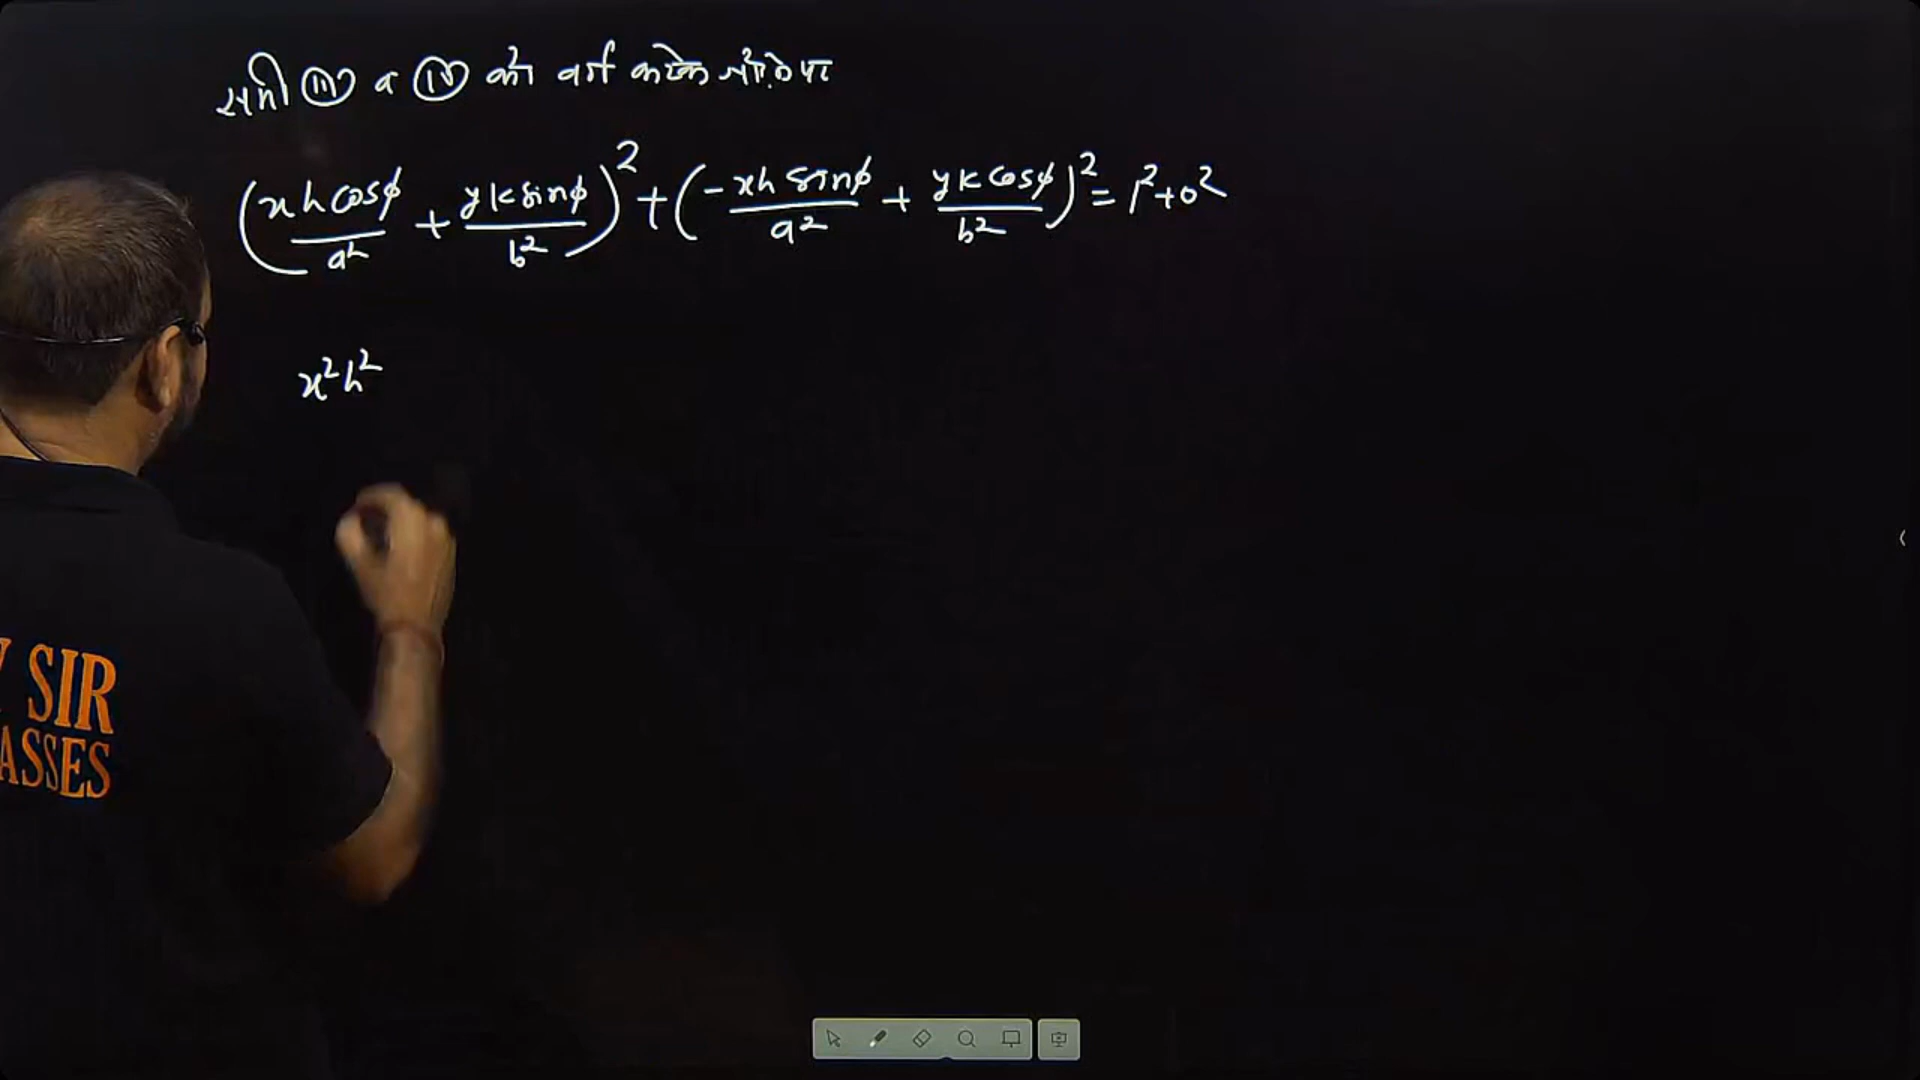 समी (iii) व (iv) को वर्ग करके जोड़ने पर
(xh cosϕ/a² + yk sinϕ/b²)² + (-xh sinϕ/a² + yk cosϕ/b²)² = 1² + 0²
x²h²
SIR
ASSES